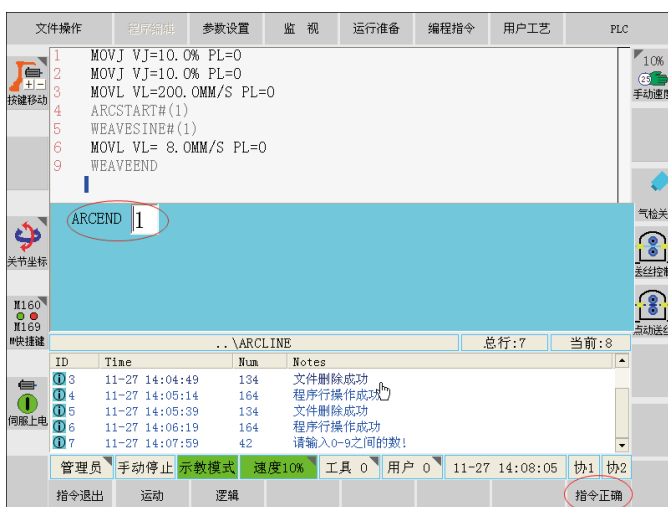 文件操作 程序编辑 参数设置 监 视 运行准备 编程指令 用户工艺 PLC
1 MOVJ VJ=10.0% PL=0
2 MOVJ VJ=10.0% PL=0
3 MOVL VL=200.0MM/S PL=0
4 ARCSTART#(1)
5 WEAVESINE#(1)
6 MOVL VL= 8.0MM/S PL=0
9 WEAVEEND
按键移动
关节坐标
M160
M169
M快捷键
伺服上电
10%
手动速度
气检关
送丝控制
点动送丝
ARCEND 1
..\ARCLINE 总行:7 当前:8
ID Time Num Notes
3 11-27 14:04:49 134 文件删除成功
4 11-27 14:05:14 164 程序行操作成功
5 11-27 14:05:39 134 文件删除成功
6 11-27 14:06:19 164 程序行操作成功
7 11-27 14:07:59 42 请输入0-9之间的数!
管理员 手动停止 示教模式 速度10% 工具 0 用户 0 11-27 14:08:05 协1 协2
指令退出 运动 逻辑 指令正确